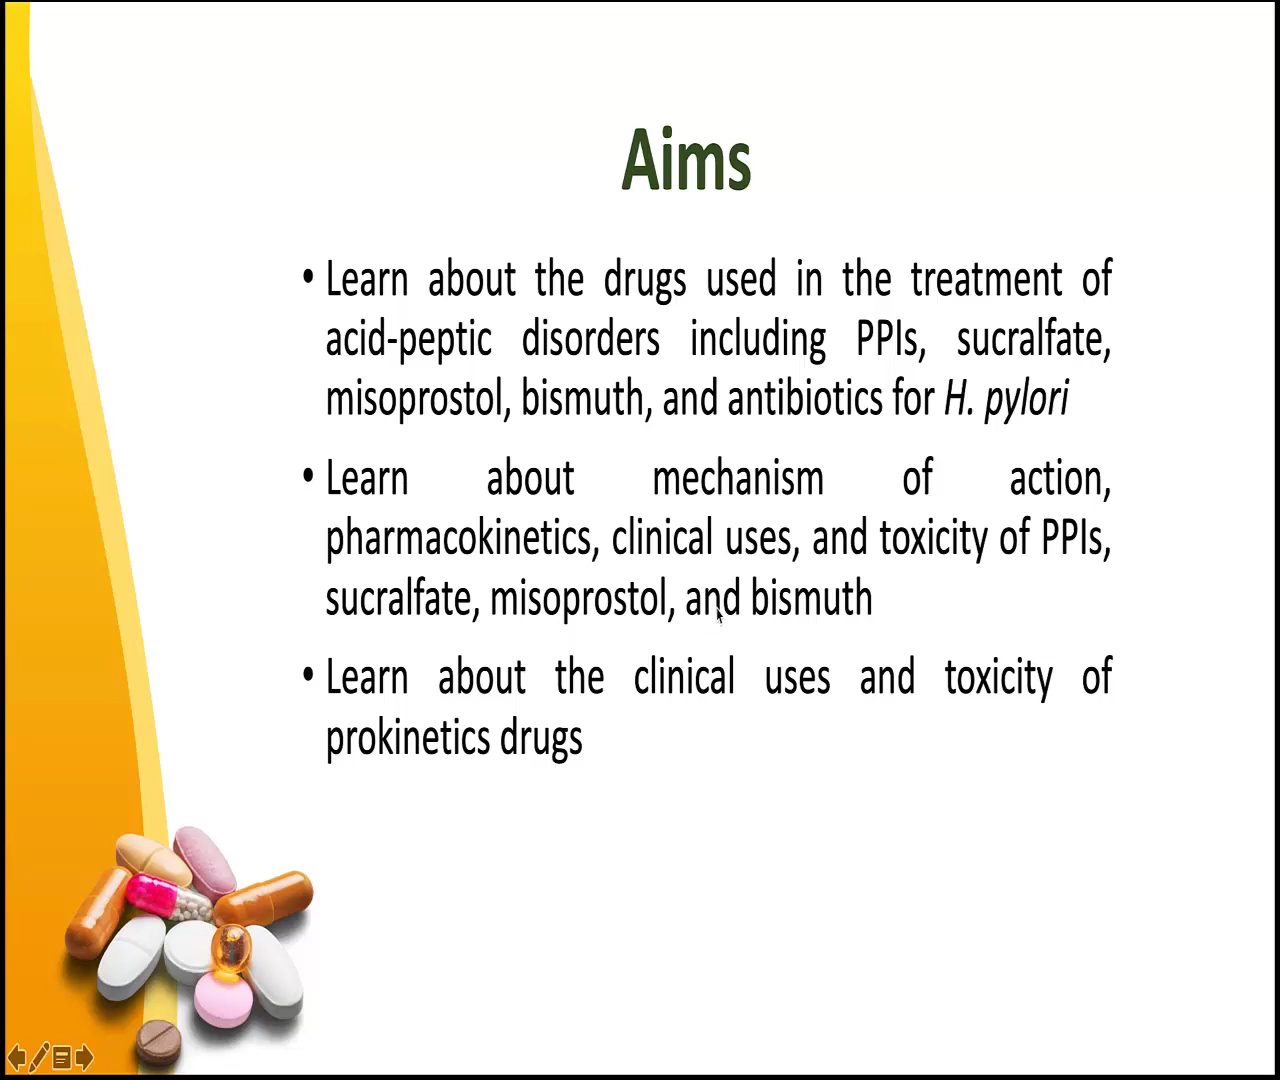 Aims
• Learn about the drugs used in the treatment of
acid-peptic disorders including PPIs, sucralfate,
misoprostol, bismuth, and antibiotics for H. pylori
• Learn about mechanism of action,
pharmacokinetics, clinical uses, and toxicity of PPIs,
sucralfate, misoprostol, and bismuth
• Learn about the clinical uses and toxicity of
prokinetics drugs